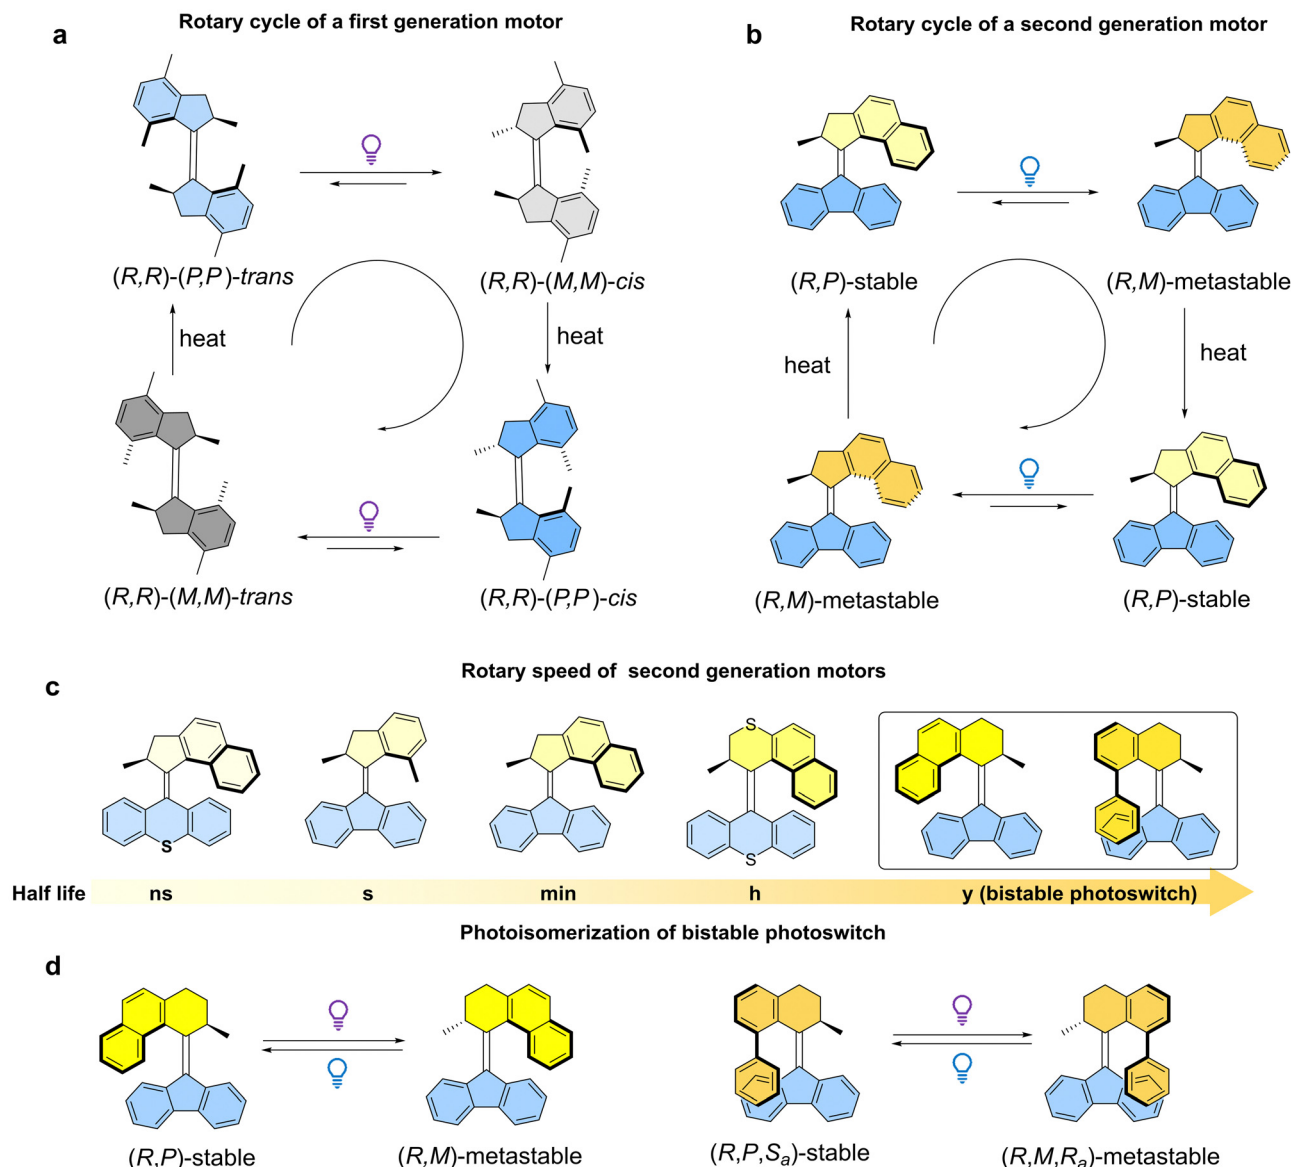 a
Rotary cycle of a first generation motor
(R,R)-(P,P)-trans
(R,R)-(M,M)-cis
heat
heat
(R,R)-(M,M)-trans
(R,R)-(P,P)-cis
b
Rotary cycle of a second generation motor
(R,P)-stable
(R,M)-metastable
heat
heat
(R,M)-metastable
(R,P)-stable
c
Rotary speed of second generation motors
S
S
S
Half life
ns
s
min
h
y (bistable photoswitch)
Photoisomerization of bistable photoswitch
d
(R,P)-stable
(R,M)-metastable
(R,P,Sa)-stable
(R,M,Ra)-metastable